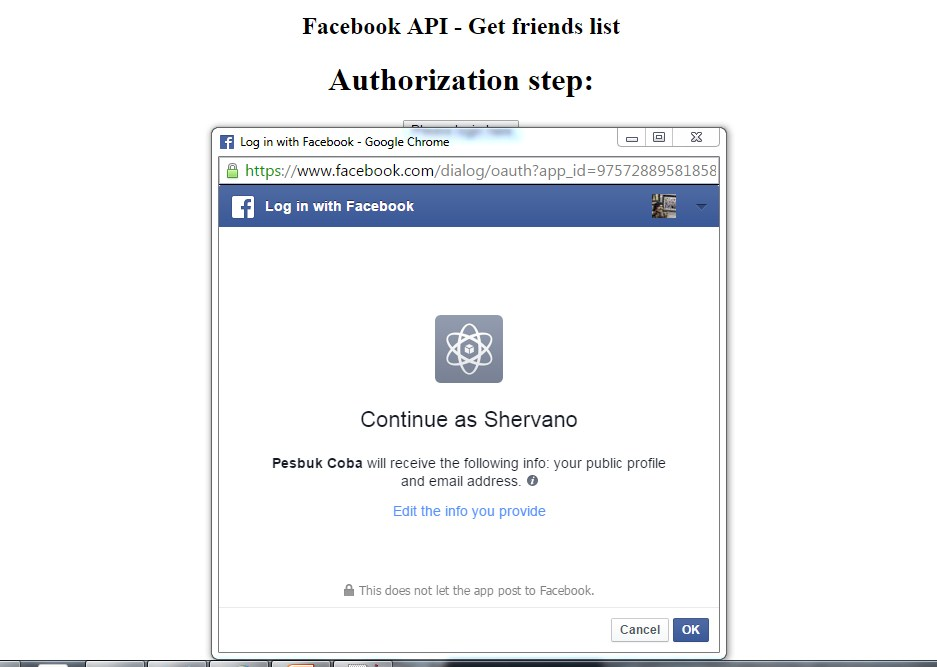 Facebook API - Get friends list
Authorization step:
Log in with Facebook - Google Chrome
https://www.facebook.com/dialog/oauth?app_id=97572889581858
Log in with Facebook
Continue as Shervano
Pesbuk Coba will receive the following info: your public profile
and email address.
Edit the info you provide
This does not let the app post to Facebook.
Cancel OK